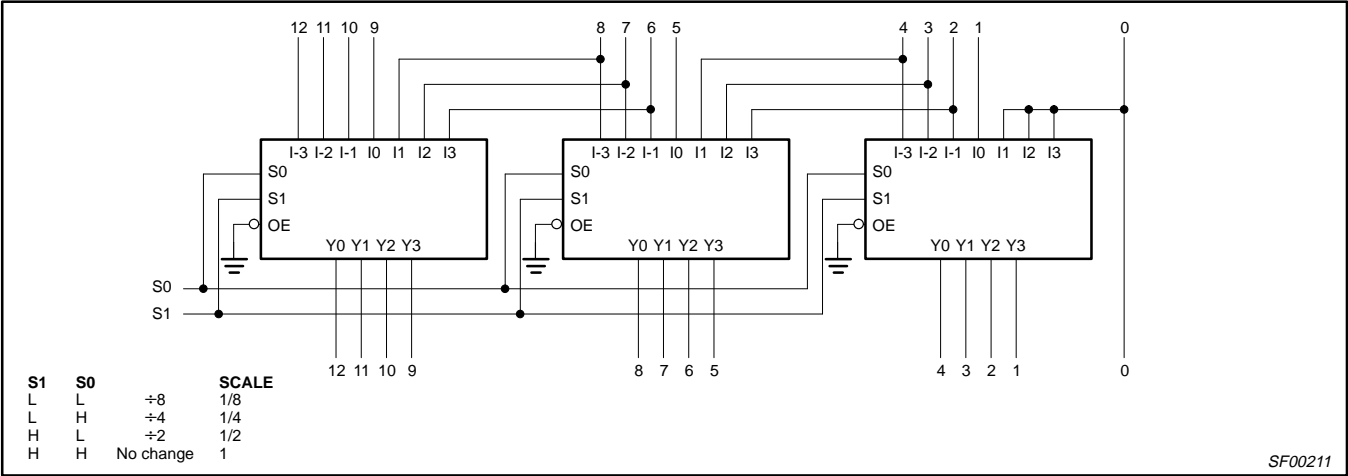 12 11 10 9 8 7 6 5 4 3 2 1 0
I-3 I-2 I-1 I0 I1 I2 I3 I-3 I-2 I-1 I0 I1 I2 I3 I-3 I-2 I-1 I0 I1 I2 I3
S0 S0 S0
S1 S1 S1
OE OE OE
Y0 Y1 Y2 Y3 Y0 Y1 Y2 Y3 Y0 Y1 Y2 Y3
S0
S1
12 11 10 9 8 7 6 5 4 3 2 1 0
S1 S0 SCALE
L L ÷8 1/8
L H ÷4 1/4
H L ÷2 1/2
H H No change 1
SF00211